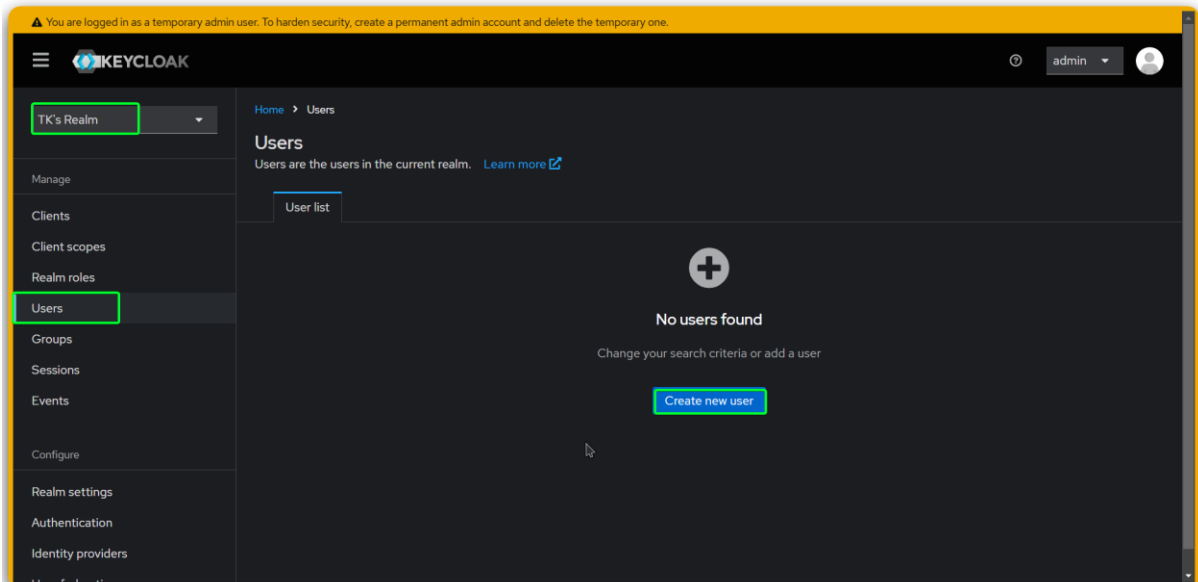 You are logged in as a temporary admin user. To harden security, create a permanent admin account and delete the temporary one.
KEYCLOAK
admin
TK's Realm
Manage
Clients
Client scopes
Realm roles
Users
Groups
Sessions
Events
Configure
Realm settings
Authentication
Identity providers
Home > Users
Users
Users are the users in the current realm. Learn more
User list
No users found
Change your search criteria or add a user
Create new user